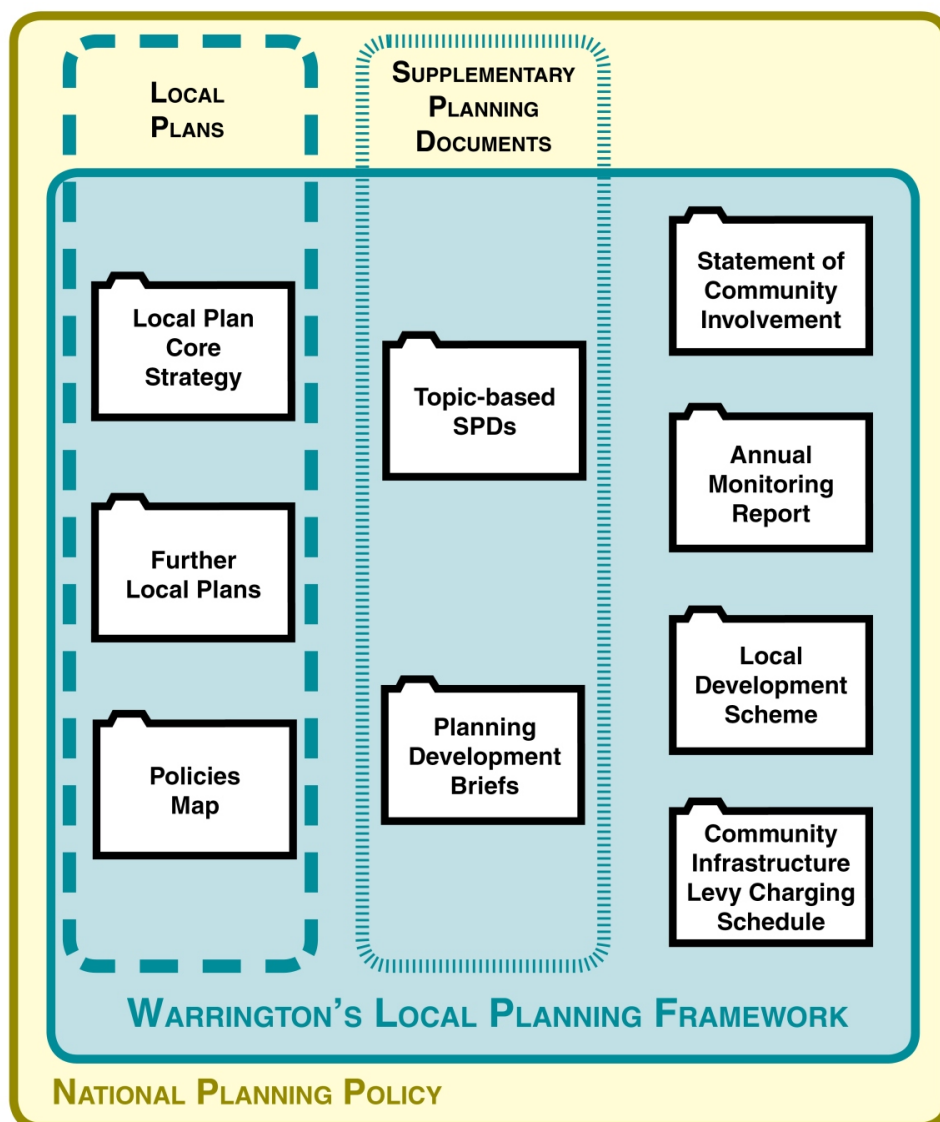 Local
Plans
Supplementary
Planning
Documents
Local Plan
Core
Strategy
Further
Local Plans
Policies
Map
Topic-based
SPDs
Planning
Development
Briefs
Statement of
Community
Involvement
Annual
Monitoring
Report
Local
Development
Scheme
Community
Infrastructure
Levy Charging
Schedule
Warrington’s Local Planning Framework
National Planning Policy